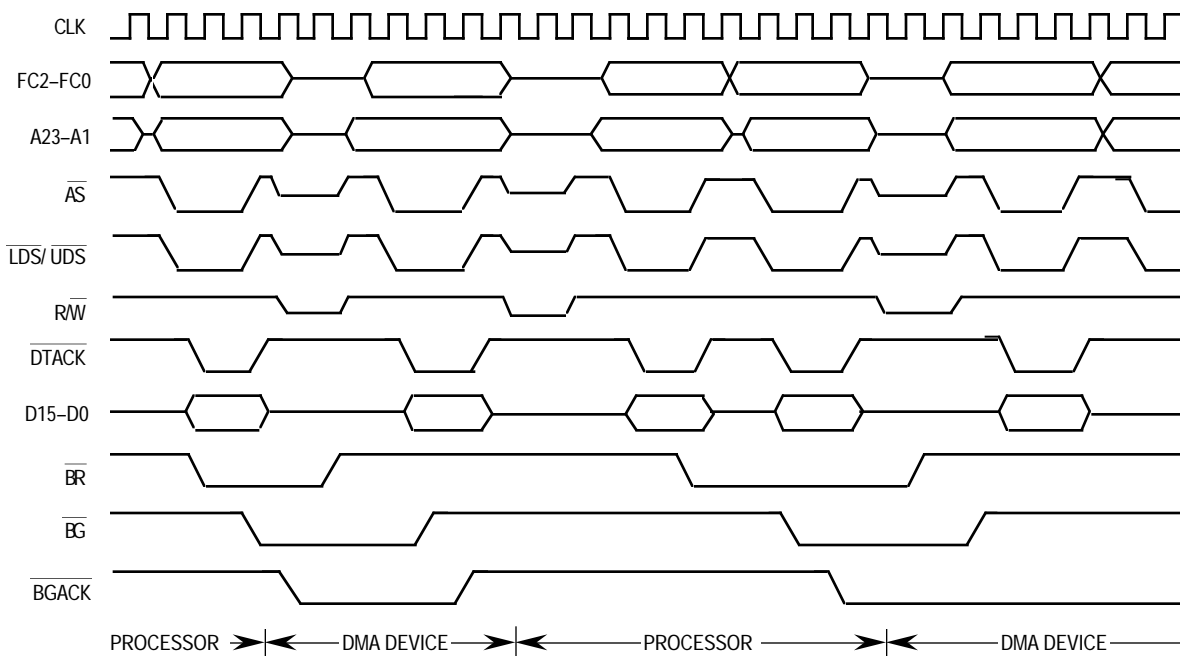 CLK
FC2–FC0
A23–A1
AS
LDS/ UDS
R/W
DTACK
D15–D0
BR
BG
BGACK
PROCESSOR DMA DEVICE PROCESSOR DMA DEVICE